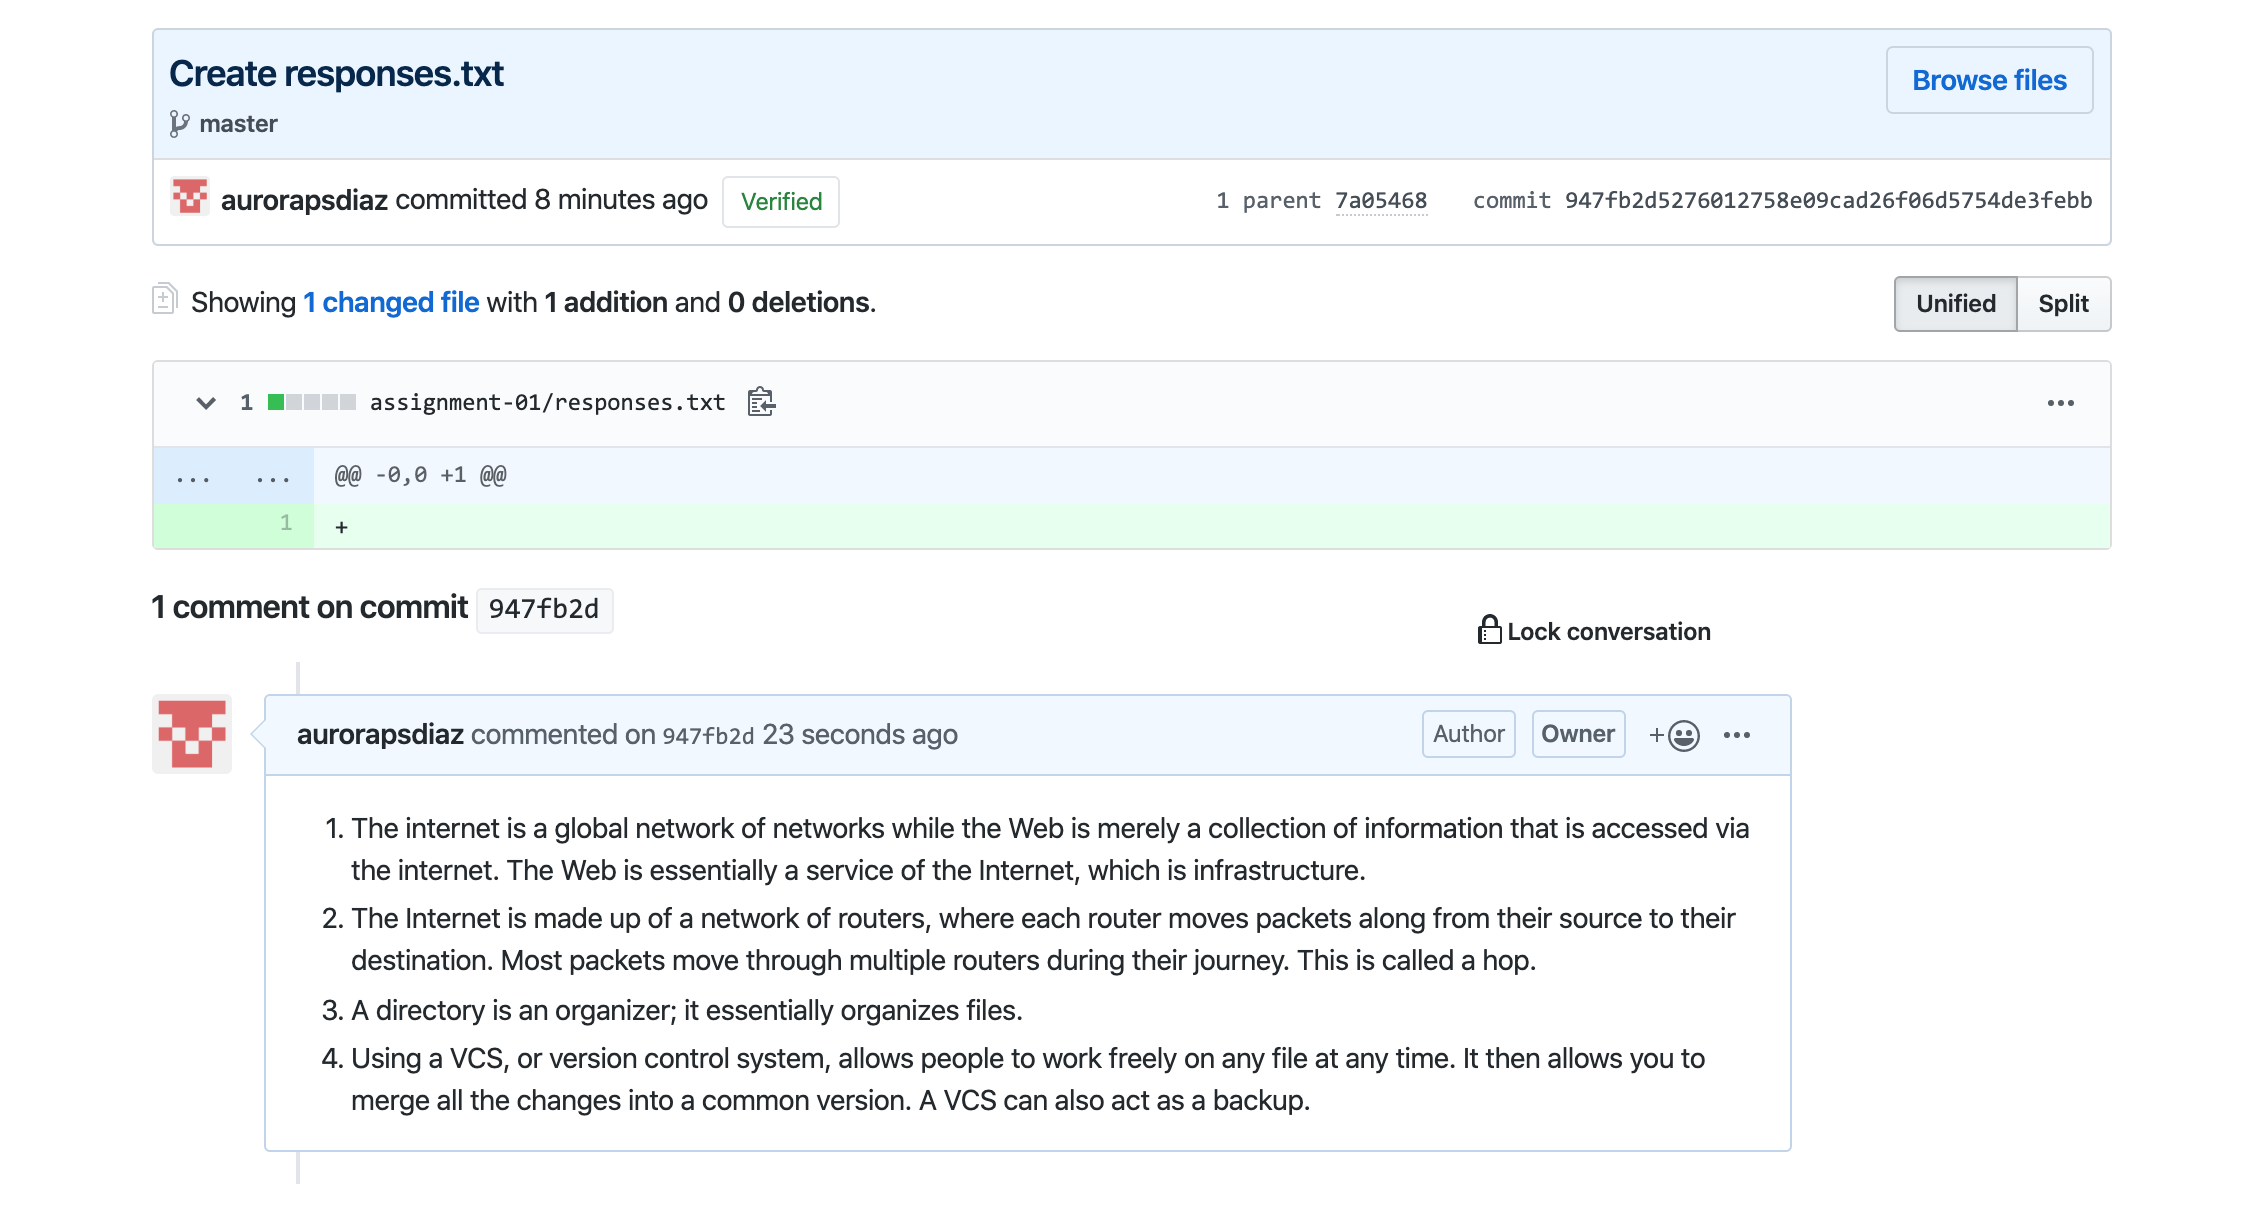 Create responses.txt
Browse files
master
aurorapsdiaz committed 8 minutes ago Verified 1 parent 7a05468 commit 947fb2d5276012758e09cad26f06d5754de3febb
Showing 1 changed file with 1 addition and 0 deletions.
Unified Split
1 assignment-01/responses.txt
... ... @@ -0,0 +1 @@
1 +
1 comment on commit 947fb2d
Lock conversation
aurorapsdiaz commented on 947fb2d 23 seconds ago Author Owner +
1. The internet is a global network of networks while the Web is merely a collection of information that is accessed via
the internet. The Web is essentially a service of the Internet, which is infrastructure.
2. The Internet is made up of a network of routers, where each router moves packets along from their source to their
destination. Most packets move through multiple routers during their journey. This is called a hop.
3. A directory is an organizer; it essentially organizes files.
4. Using a VCS, or version control system, allows people to work freely on any file at any time. It then allows you to
merge all the changes into a common version. A VCS can also act as a backup.